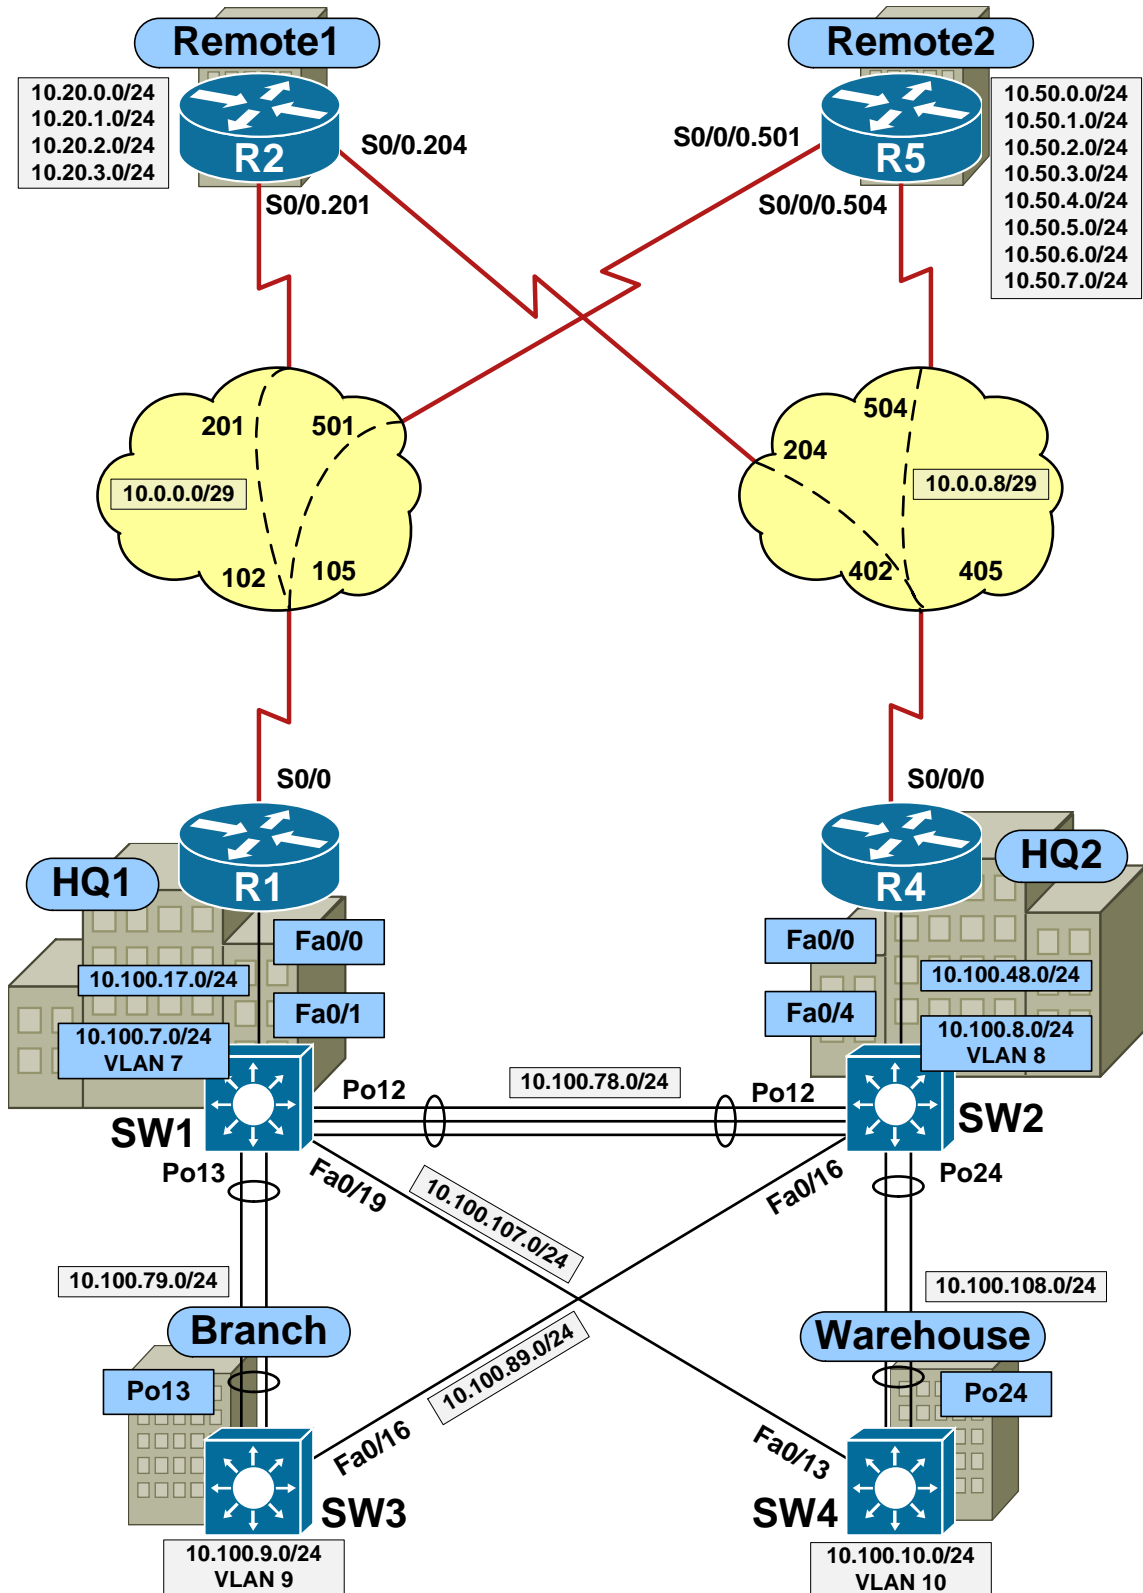 Remote1
Remote2
10.20.0.0/24
10.20.1.0/24
10.20.2.0/24
10.20.3.0/24
R2
S0/0.204
S0/0.201
S0/0/0.501
R5
S0/0/0.504
10.50.0.0/24
10.50.1.0/24
10.50.2.0/24
10.50.3.0/24
10.50.4.0/24
10.50.5.0/24
10.50.6.0/24
10.50.7.0/24
201
501
10.0.0.0/29
102
105
504
204
10.0.0.8/29
402
405
S0/0
S0/0/0
HQ1
R1
R4
HQ2
Fa0/0
10.100.17.0/24
Fa0/1
10.100.7.0/24
VLAN 7
Fa0/0
10.100.48.0/24
Fa0/4
10.100.8.0/24
VLAN 8
SW1
Po12
10.100.78.0/24
Po12
SW2
Po13
Fa0/19
10.100.107.0/24
Fa0/16
Po24
10.100.79.0/24
10.100.108.0/24
Branch
10.100.89.0/24
Warehouse
Po13
Po24
Fa0/16
Fa0/13
SW3
SW4
10.100.9.0/24
VLAN 9
10.100.10.0/24
VLAN 10